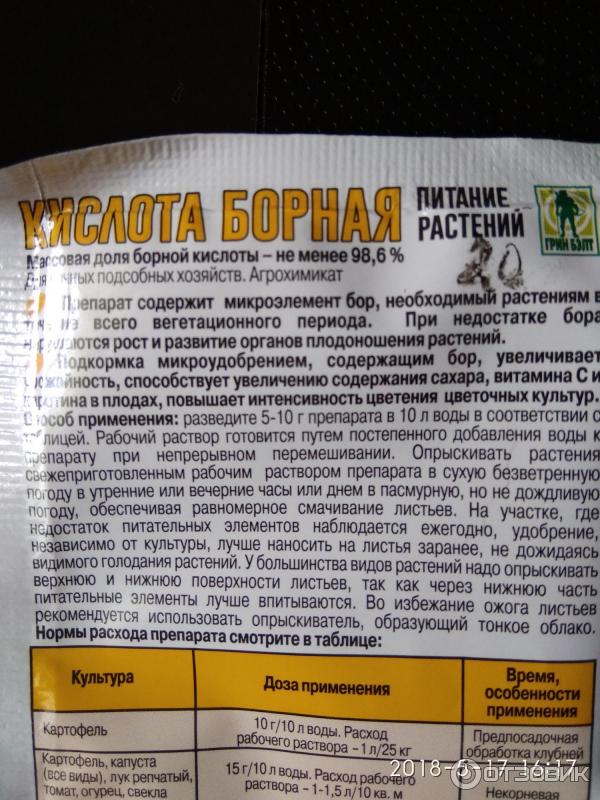 КИСЛОТА БОРНАЯ
ПИТАНИЕ
РАСТЕНИЙ
ГРИН БЭЛТ
20
Массовая доля борной кислоты – не менее 98,6 %
Для личных подсобных хозяйств. Агрохимикат
Препарат содержит микроэлемент бор, необходимый растениям в
всего вегетационного периода. При недостатке бора
рост и развитие органов плодоношения растений.
Подкормка микроудобрением, содержащим бор, увеличивает
урожайность, способствует увеличению содержания сахара, витамина С и
каротина в плодах, повышает интенсивность цветения цветочных культур.
Способ применения: разведите 5-10 г препарата в 10 л воды в соответствии с
таблицей. Рабочий раствор готовится путем постепенного добавления воды к
препарату при непрерывном перемешивании. Опрыскивать растения
свежеприготовленным рабочим раствором препарата в сухую безветренную
погоду в утренние или вечерние часы или днем в пасмурную, но не дождливую
погоду, обеспечивая равномерное смачивание листьев. На участке, где
недостаток питательных элементов наблюдается ежегодно, удобрение,
независимо от культуры, лучше наносить на листья заранее, не дожидаясь
видимого голодания растений. У большинства видов растений надо опрыскивать
верхнюю и нижнюю поверхности листьев, так как через нижнюю часть
питательные элементы лучше впитываются. Во избежание ожога листьев
рекомендуется использовать опрыскиватель, образующий тонкое облако.
Нормы расхода препарата смотрите в таблице:
Культура
Доза применения
Время,
особенности
применения
Картофель
10 г/10 л воды. Расход
рабочего раствора - 1 л/25 кг
Предпосадочная
обработка клубней
Картофель, капуста
(все виды), лук репчатый,
томат, огурец, свекла
15 г/10 л воды. Расход рабочего
раствора - 1-1,5 л/10 кв. м
Некорневая
2018-6-17 16:17
ОТЗОВИК